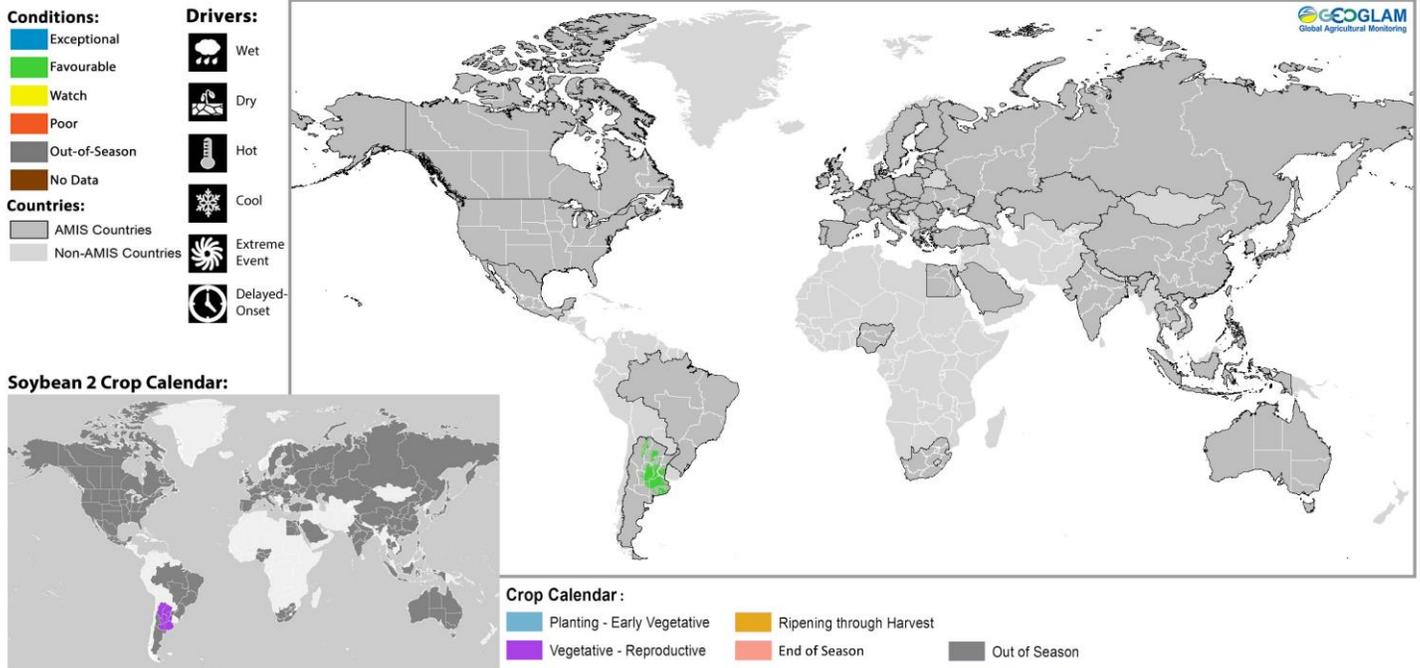 Conditions:
Exceptional
Favourable
Watch
Poor
Out-of-Season
No Data
Countries:
AMIS Countries
Non-AMIS Countries
Drivers:
Wet
Dry
Hot
Cool
Extreme
Event
Delayed-
Onset
GEOGLAM
Global Agricultural Monitoring
Soybean 2 Crop Calendar:
Crop Calendar :
Planting - Early Vegetative
Vegetative - Reproductive
Ripening through Harvest
End of Season
Out of Season